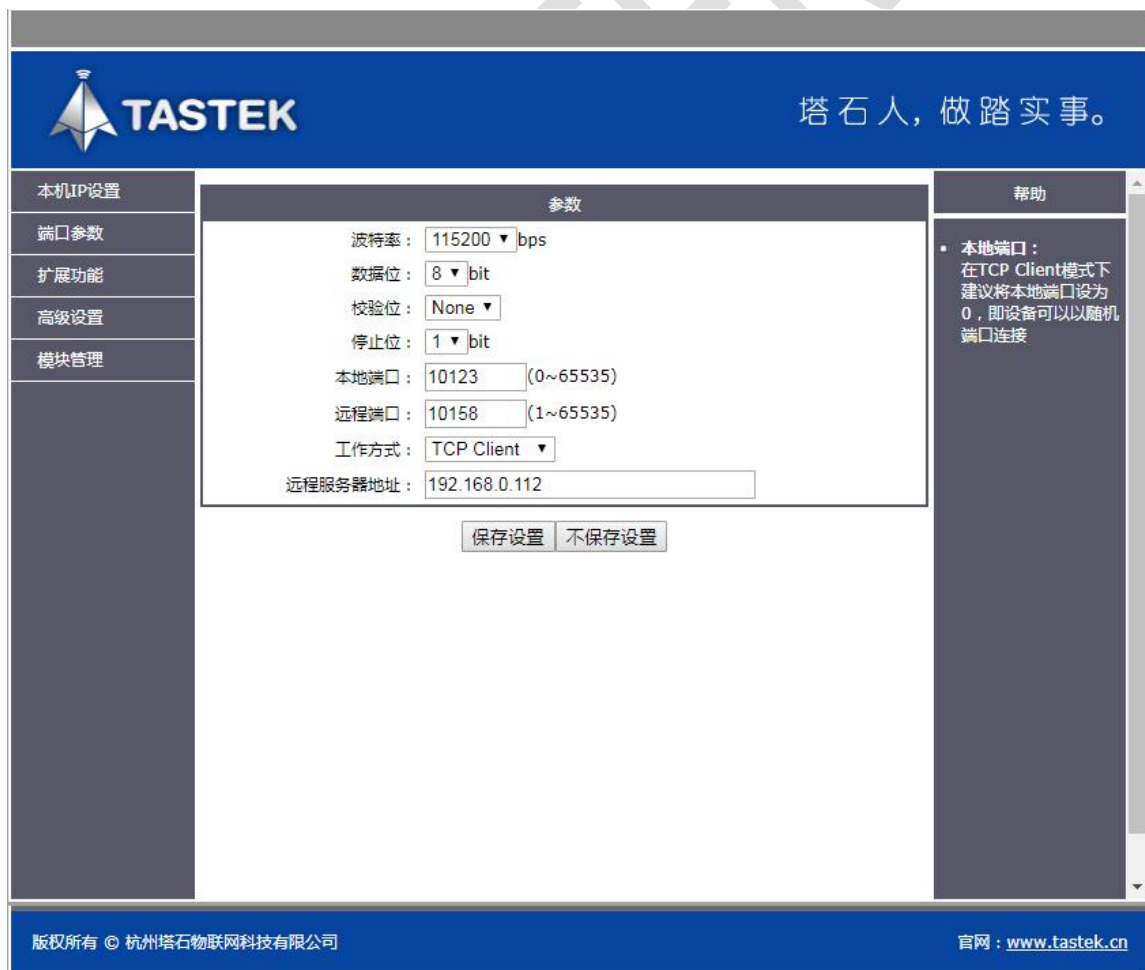 TASTEK
塔石人，做踏实事。
本机IP设置
端口参数
扩展功能
高级设置
模块管理
参数
波特率： 115200 bps
数据位： 8 bit
校验位： None
停止位： 1 bit
本地端口： 10123 (0~65535)
远程端口： 10158 (1~65535)
工作方式： TCP Client
远程服务器地址： 192.168.0.112
保存设置 不保存设置
帮助
• 本地端口：
在TCP Client模式下
建议将本地端口设为
0，即设备可以以随机
端口连接
版权所有 © 杭州塔石物联网科技有限公司
官网：www.tastek.cn